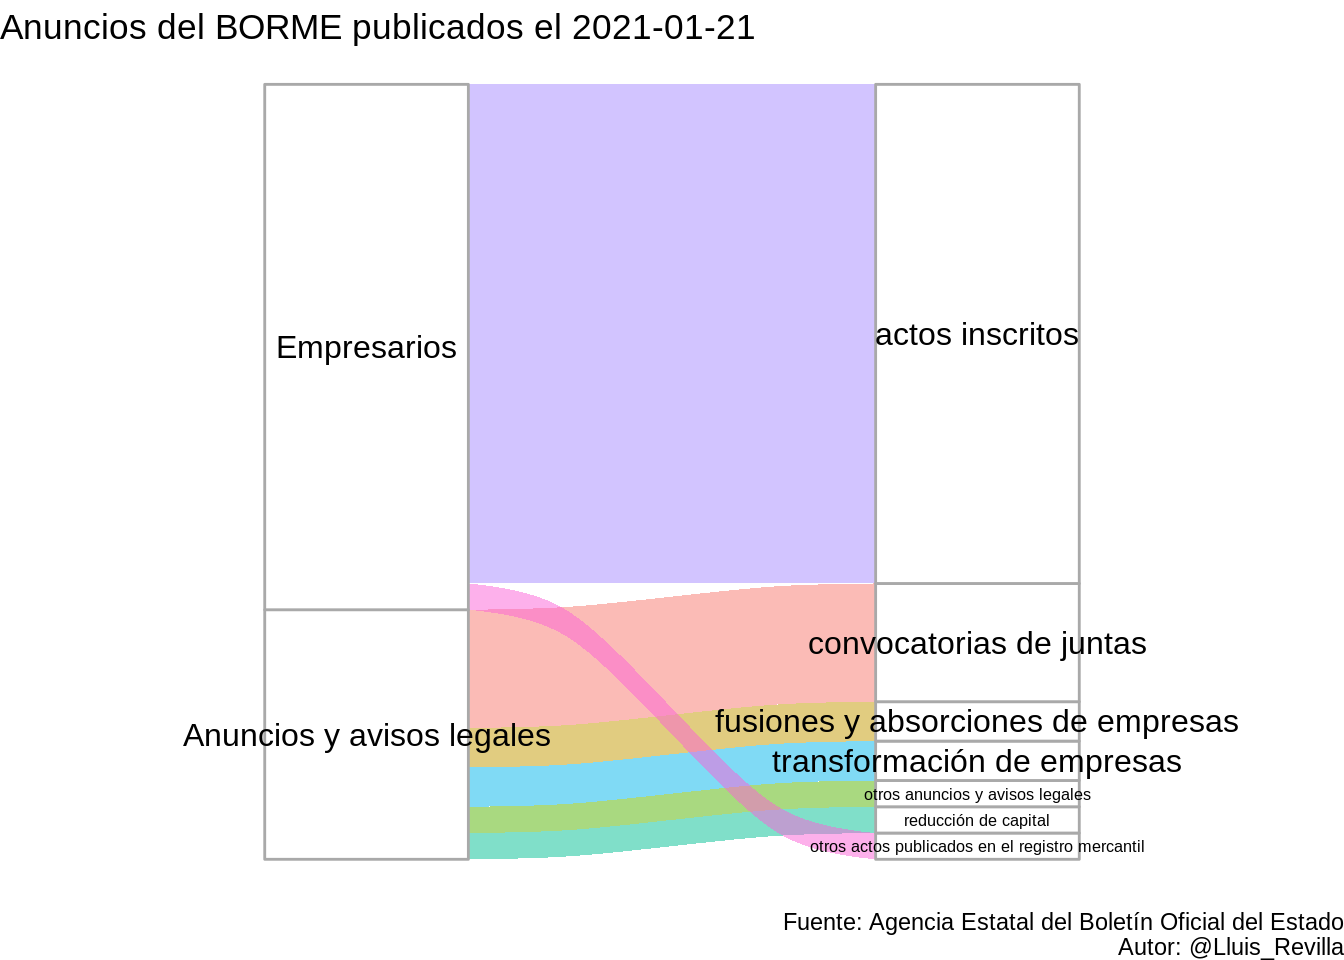 Anuncios del BORME publicados el 2021-01-21
Empresarios
Anuncios y avisos legales
actos inscritos
convocatorias de juntas
fusiones y absorciones de empresas
transformación de empresas
otros anuncios y avisos legales
reducción de capital
otros actos publicados en el registro mercantil
Fuente: Agencia Estatal del Boletín Oficial del Estado
Autor: @Lluis_Revilla